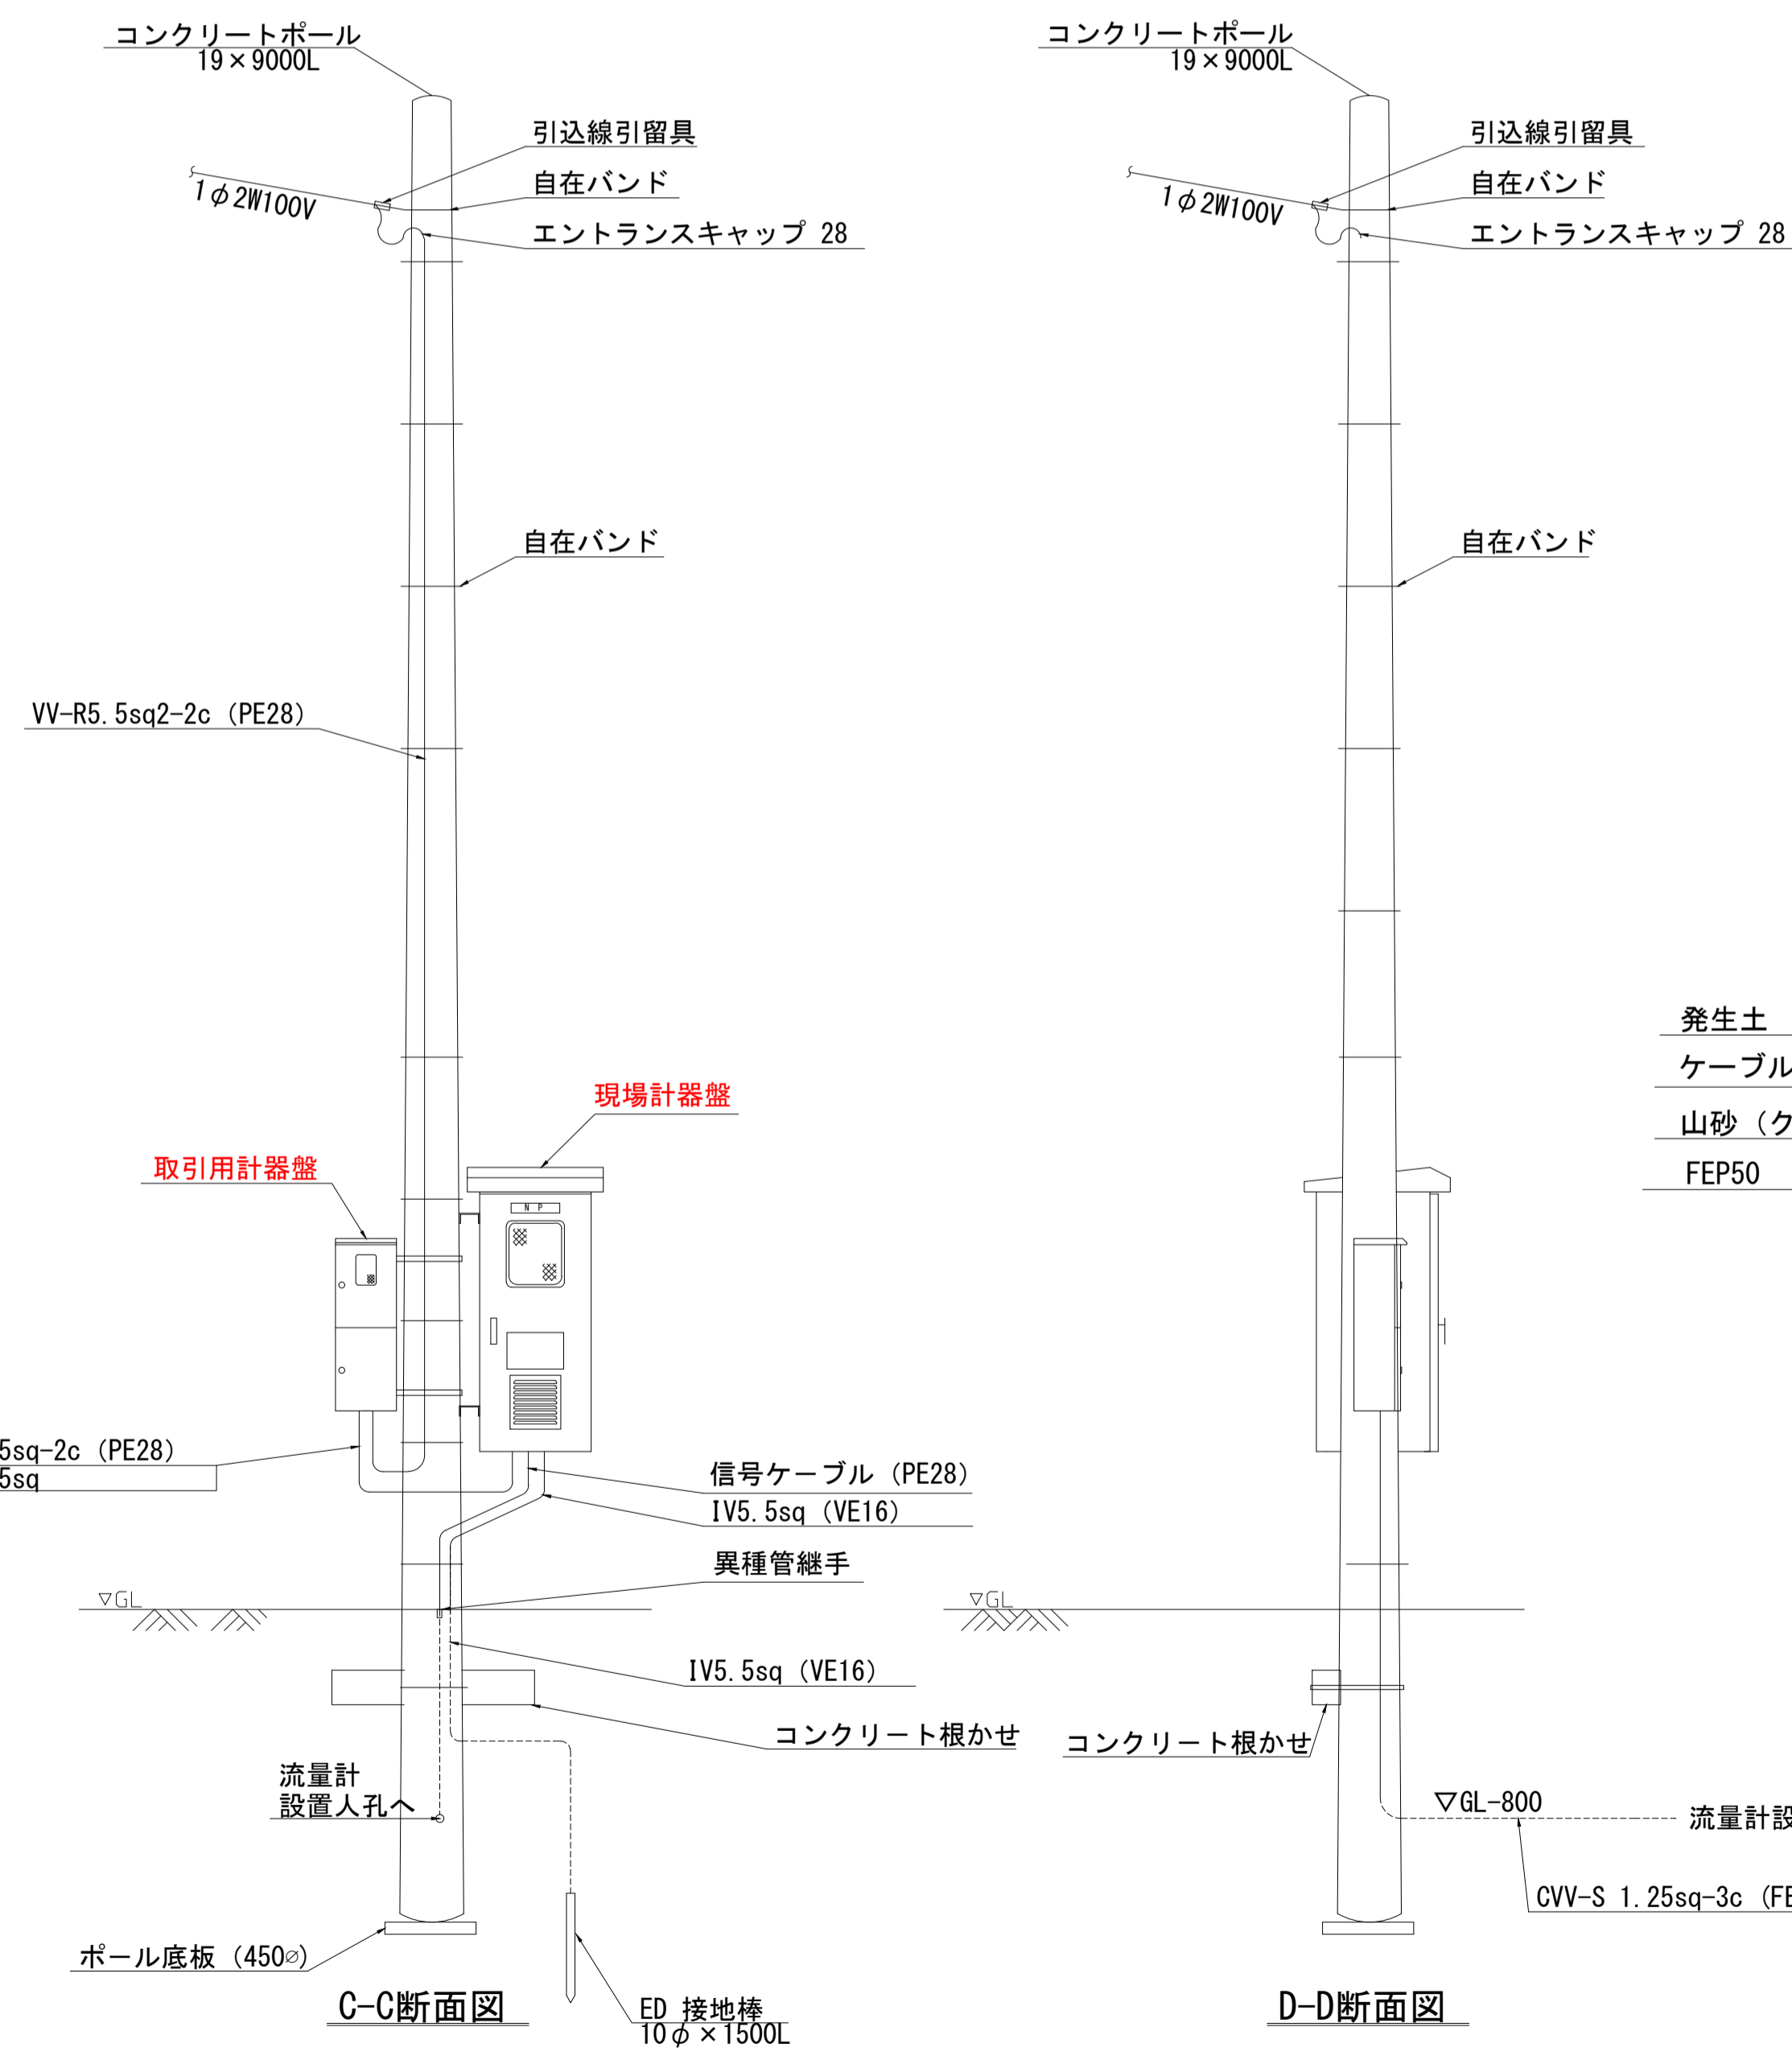 コンクリートポール
19×9000L
引込線引留具
自在バンド
1φ2W100V
エントランスキャップ 28
自在バンド
VV-R5.5sq2-2c (PE28)
現場計器盤
取引用計器盤
N P
5sq-2c (PE28)
5sq
信号ケーブル (PE28)
IV5.5sq (VE16)
異種管継手
▽GL
IV5.5sq (VE16)
コンクリート根かせ
流量計
設置人孔へ
ポール底板 (450∅)
ED 接地棒
10φ×1500L
C-C断面図
コンクリートポール
19×9000L
引込線引留具
自在バンド
1φ2W100V
エントランスキャップ 28
自在バンド
▽GL
コンクリート根かせ
▽GL-800
流量計設
CVV-S 1.25sq-3c (FE
D-D断面図
発生土
ケーブル
山砂 (ク
FEP50